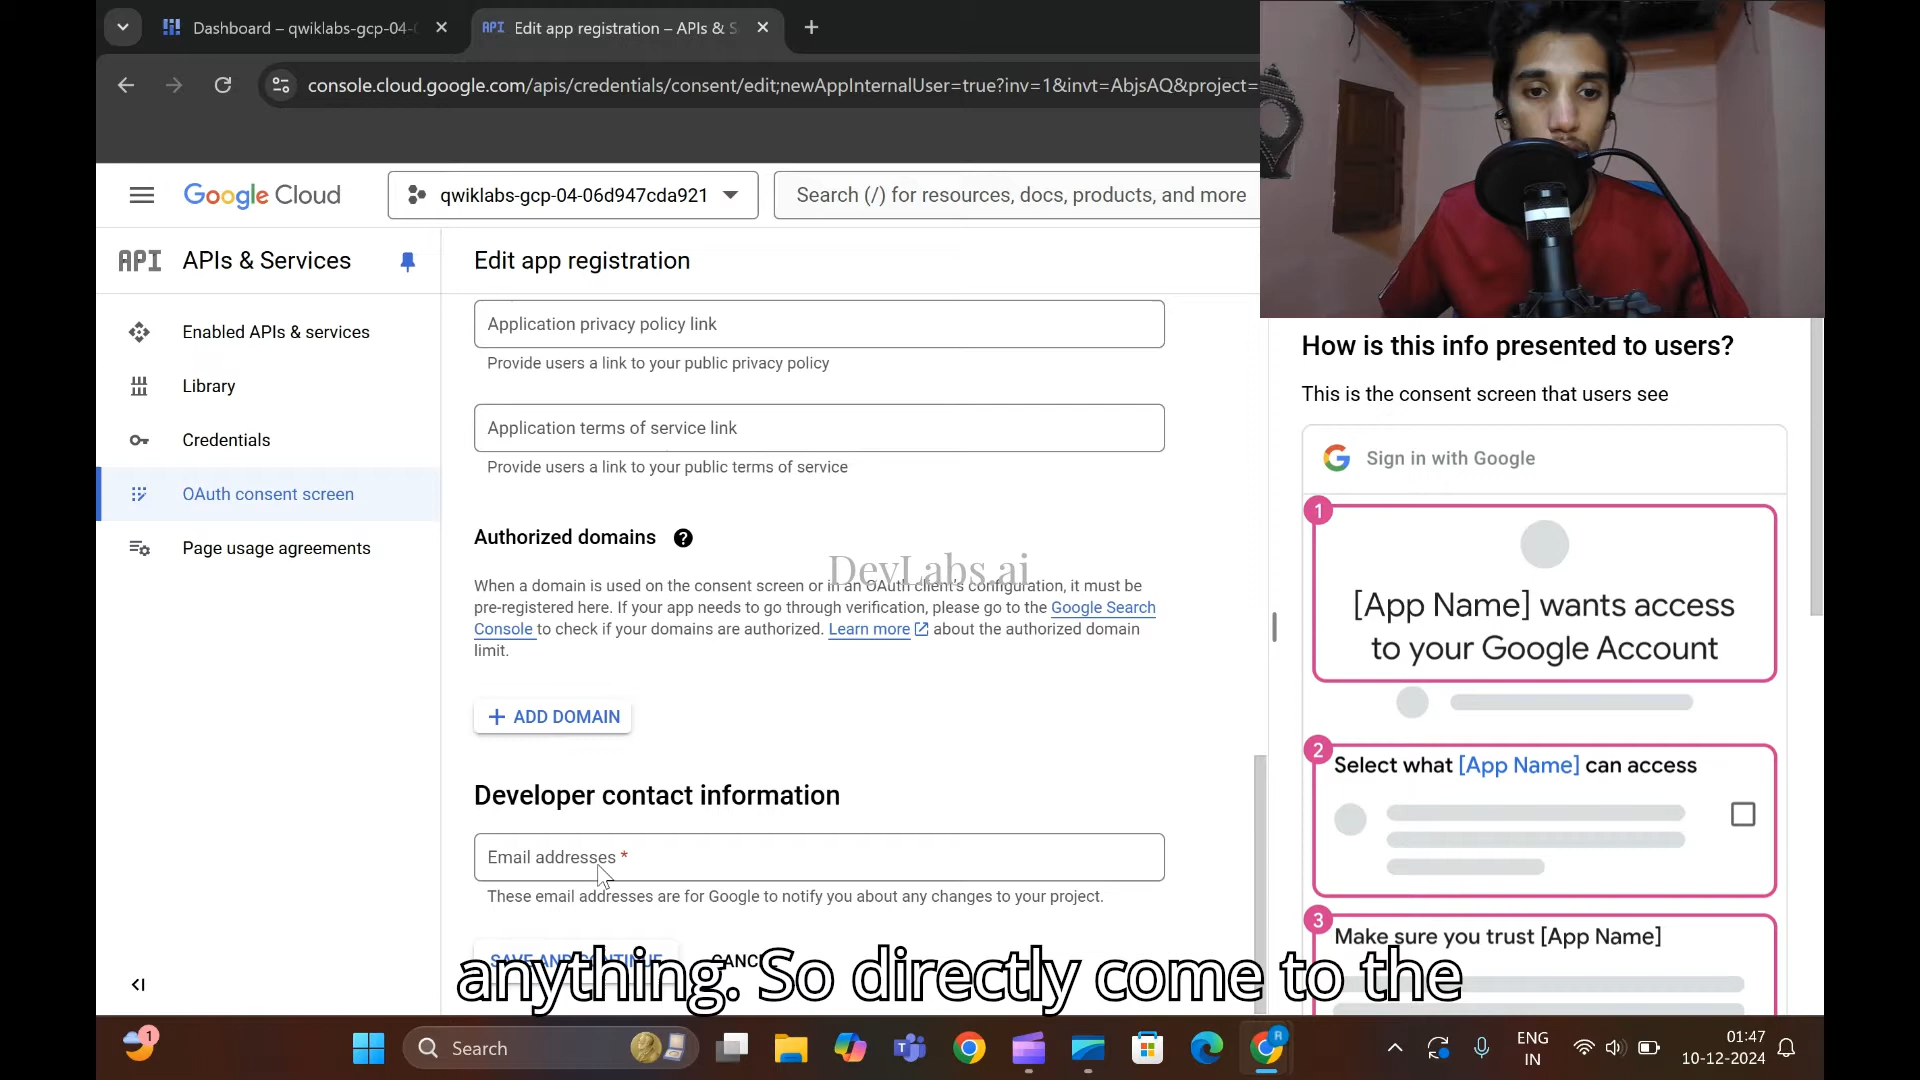 Dashboard – qwiklabs-gcp-04-
API Edit app registration – APIs & S
console.cloud.google.com/apis/credentials/consent/edit;newAppInternalUser=true?inv=1&invt=AbjsAQ&project=
Google Cloud
qwiklabs-gcp-04-06d947cda921
Search (/) for resources, docs, products, and more
API APIs & Services
Enabled APIs & services
Library
Credentials
OAuth consent screen
Page usage agreements
Edit app registration
Application privacy policy link
Provide users a link to your public privacy policy
Application terms of service link
Provide users a link to your public terms of service
Authorized domains
DevLabs.ai
When a domain is used on the consent screen or in an OAuth client's configuration, it must be
pre-registered here. If your app needs to go through verification, please go to the Google Search
Console to check if your domains are authorized. Learn more about the authorized domain
limit.
ADD DOMAIN
Developer contact information
Email addresses *
These email addresses are for Google to notify you about any changes to your project.
SAVE AND CONTINUE
CANCEL
anything. So directly come to the
How is this info presented to users?
This is the consent screen that users see
Sign in with Google
1
[App Name] wants access
to your Google Account
2
Select what [App Name] can access
3
Make sure you trust [App Name]
1
Search
ENG
IN
01:47
10-12-2024